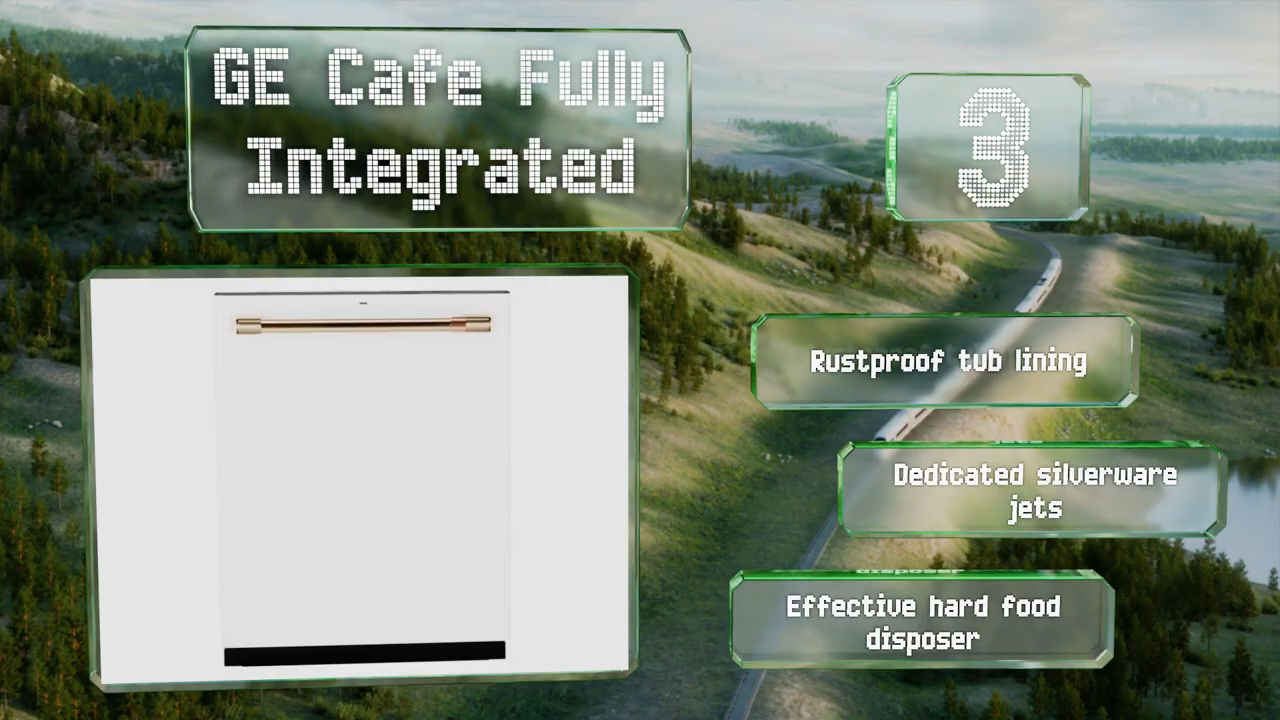 GE Cafe Fully
Integrated
3
Rustproof tub lining
Dedicated silverware
jets
Effective hard food
disposer